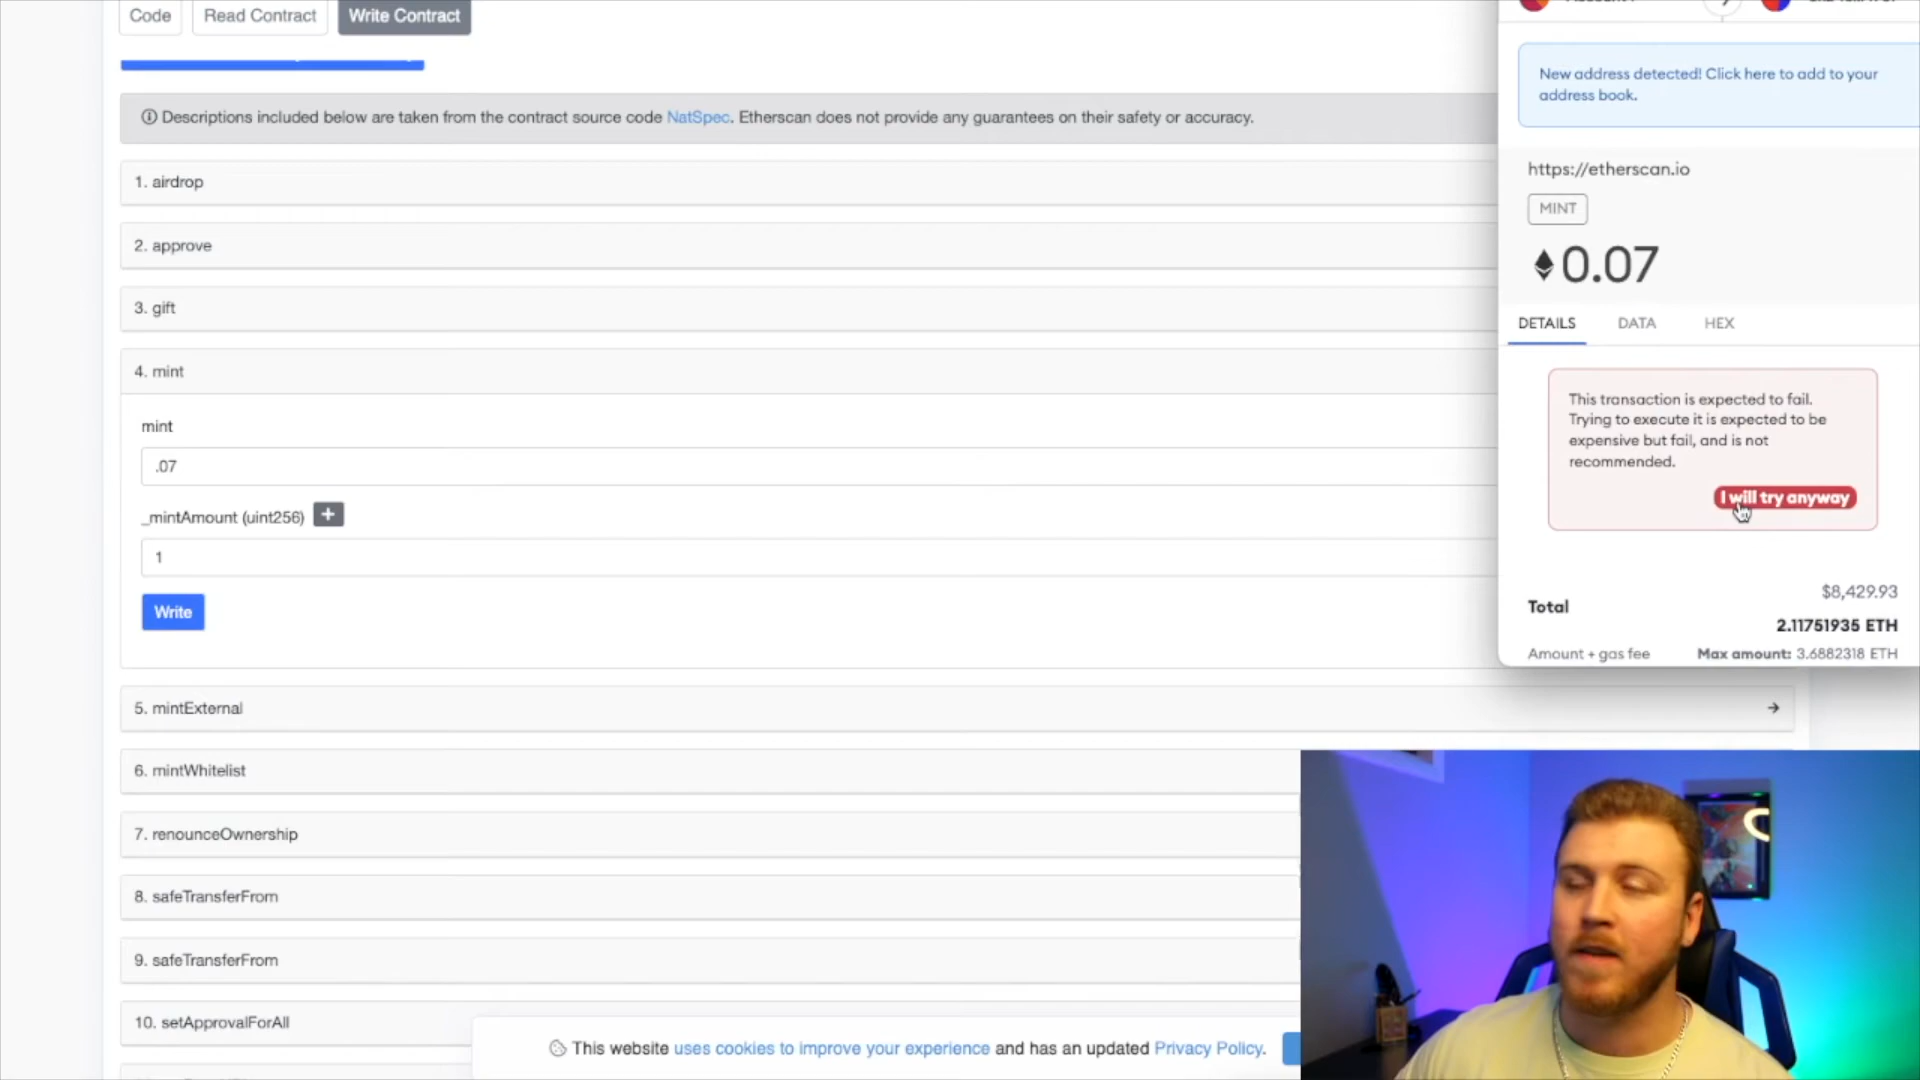 Code
Read Contract
Write Contract
Descriptions included below are taken from the contract source code NatSpec. Etherscan does not provide any guarantees on their safety or accuracy.
1. airdrop
2. approve
3. gift
4. mint
mint
.07
_mintAmount (uint256)
+
1
Write
5. mintExternal
6. mintWhitelist
7. renounceOwnership
8. safeTransferFrom
9. safeTransferFrom
10. setApprovalForAll
This website uses cookies to improve your experience and has an updated Privacy Policy.
New address detected! Click here to add to your
address book.
https://etherscan.io
MINT
0.07
DETAILS
DATA
HEX
This transaction is expected to fail.
Trying to execute it is expected to be
expensive but fail, and is not
recommended.
I will try anyway
$8,429.93
Total
2.11751935 ETH
Amount + gas fee
Max amount: 3.6882318 ETH